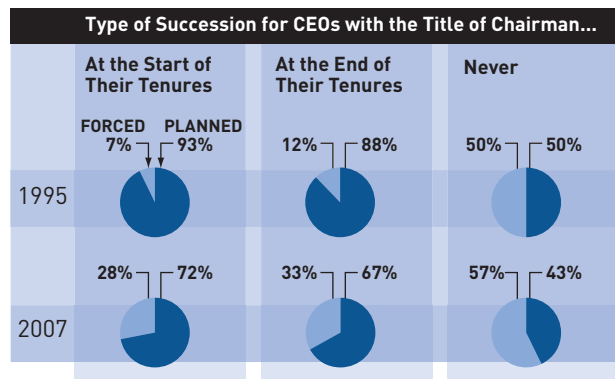 Type of Succession for CEOs with the Title of Chairman...
At the Start of
Their Tenures
At the End of
Their Tenures
Never
FORCED PLANNED
7% 93%
12% 88%
50% 50%
1995
28% 72%
33% 67%
57% 43%
2007